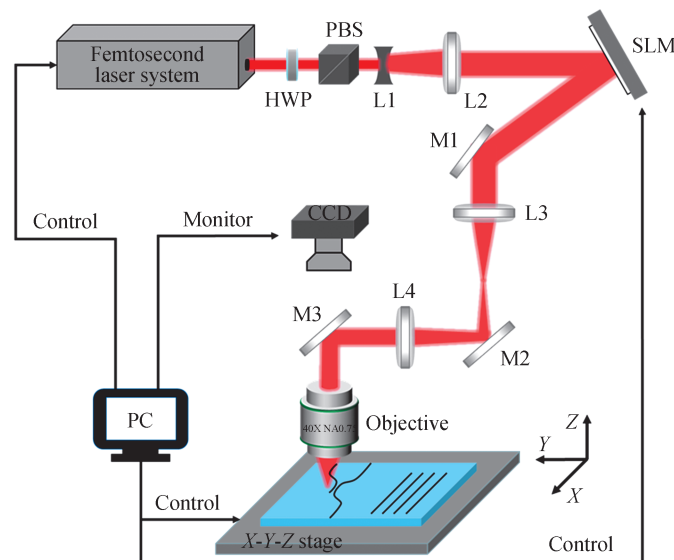 PBS
SLM
Femtosecond
laser system
HWP
L1
L2
M1
Control
Monitor
CCD
L3
L4
M3
M2
PC
40X NA0.75
Objective
Z
Y
X
Control
X-Y-Z stage
Control